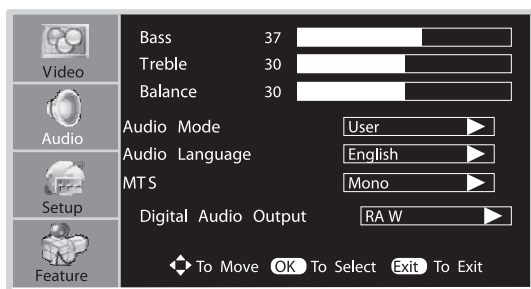 Video
Audio
Setup
Feature
Bass 37
Treble 30
Balance 30
Audio Mode User
Audio Language English
MTS Mono
Digital Audio Output RA W
To Move OK To Select Exit To Exit